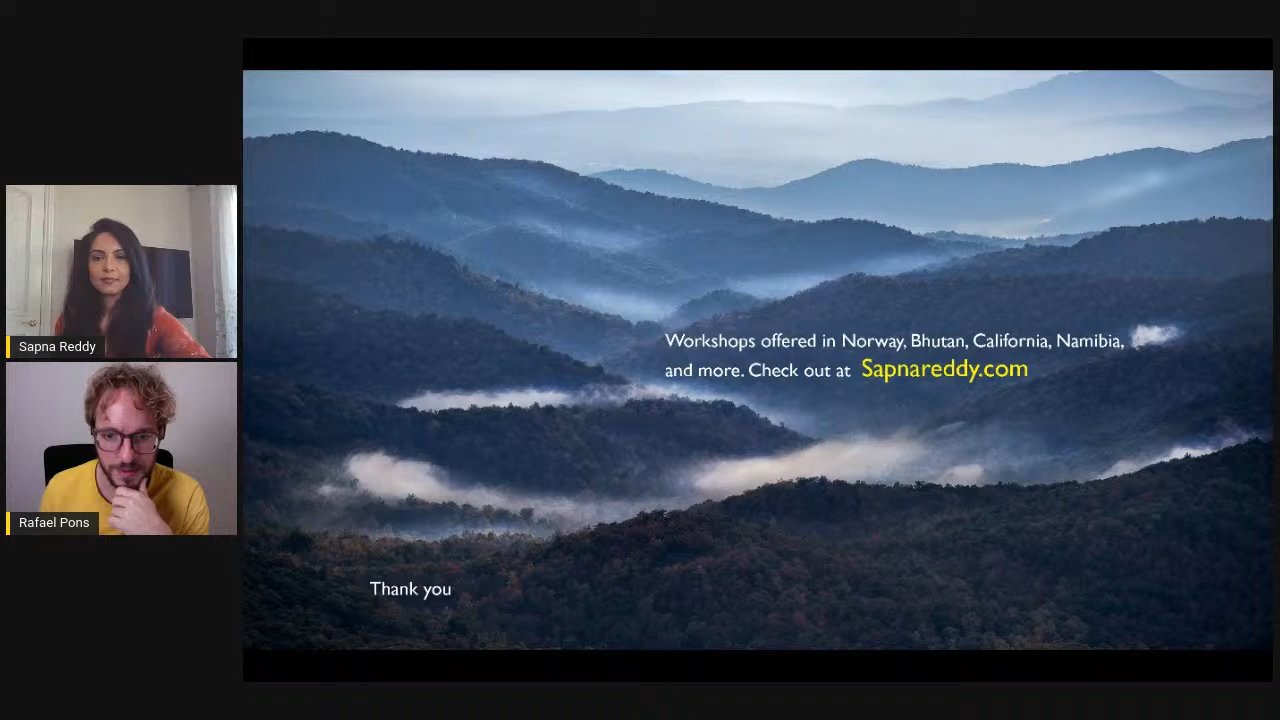 Sapna Reddy
Rafael Pons
Workshops offered in Norway, Bhutan, California, Namibia,
and more. Check out at Sapnareddy.com
Thank you